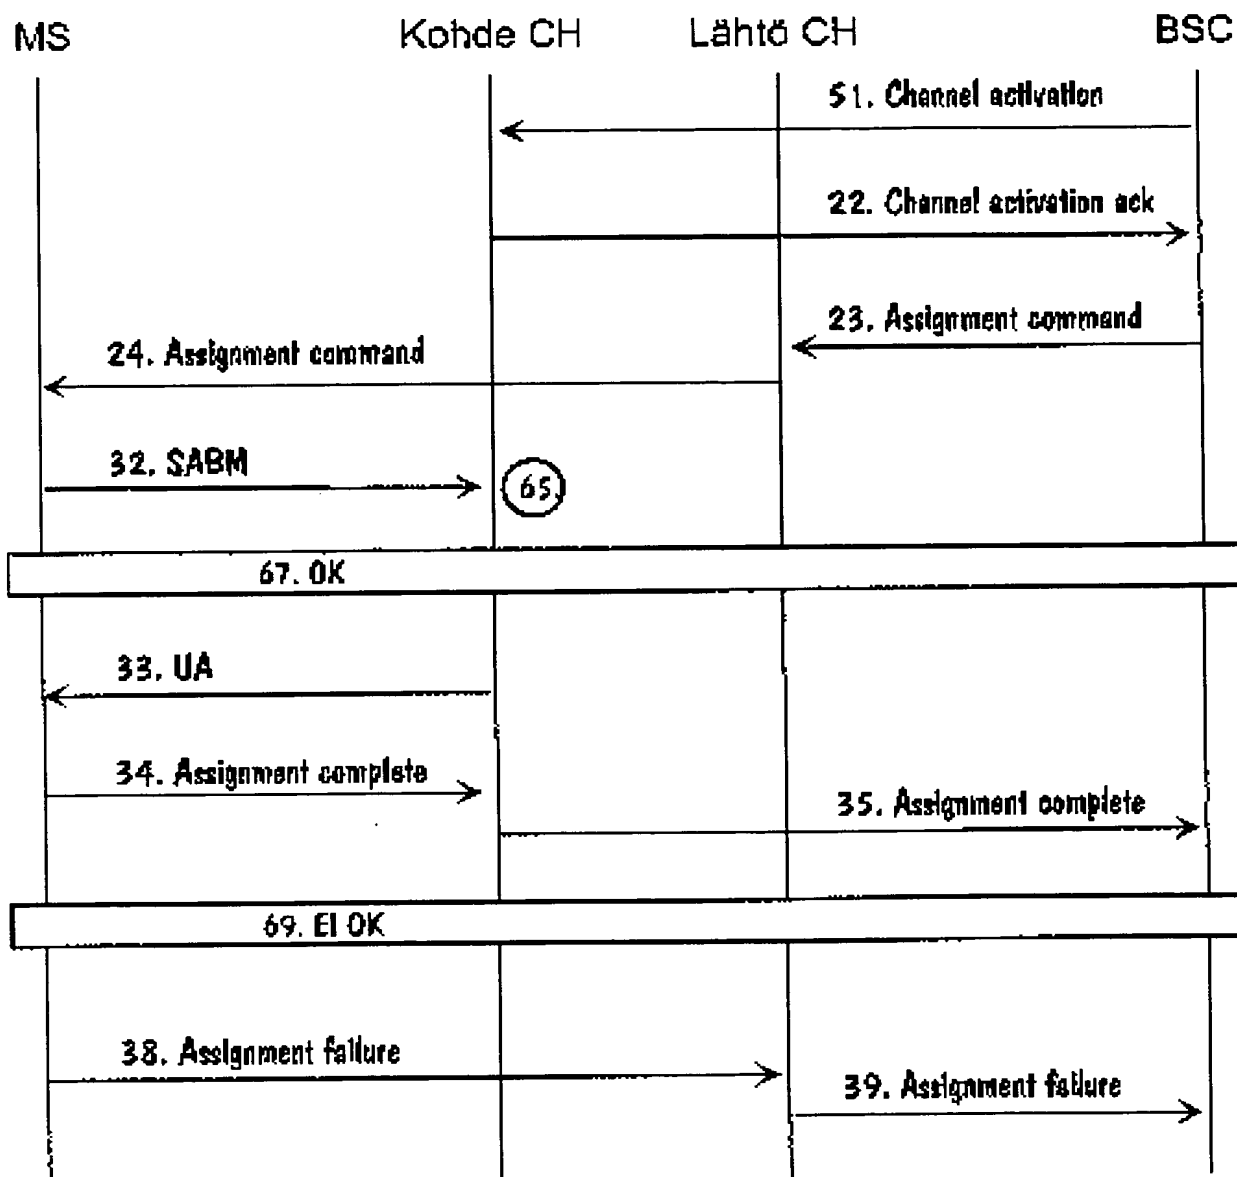 MS Kohde CH Lähtö CH BSC
51. Channel activation
22. Channel activation ack
23. Assignment command
24. Assignment command
32. SABM
65
67. OK
33. UA
34. Assignment complete
35. Assignment complete
69. EI OK
38. Assignment failure
39. Assignment failure